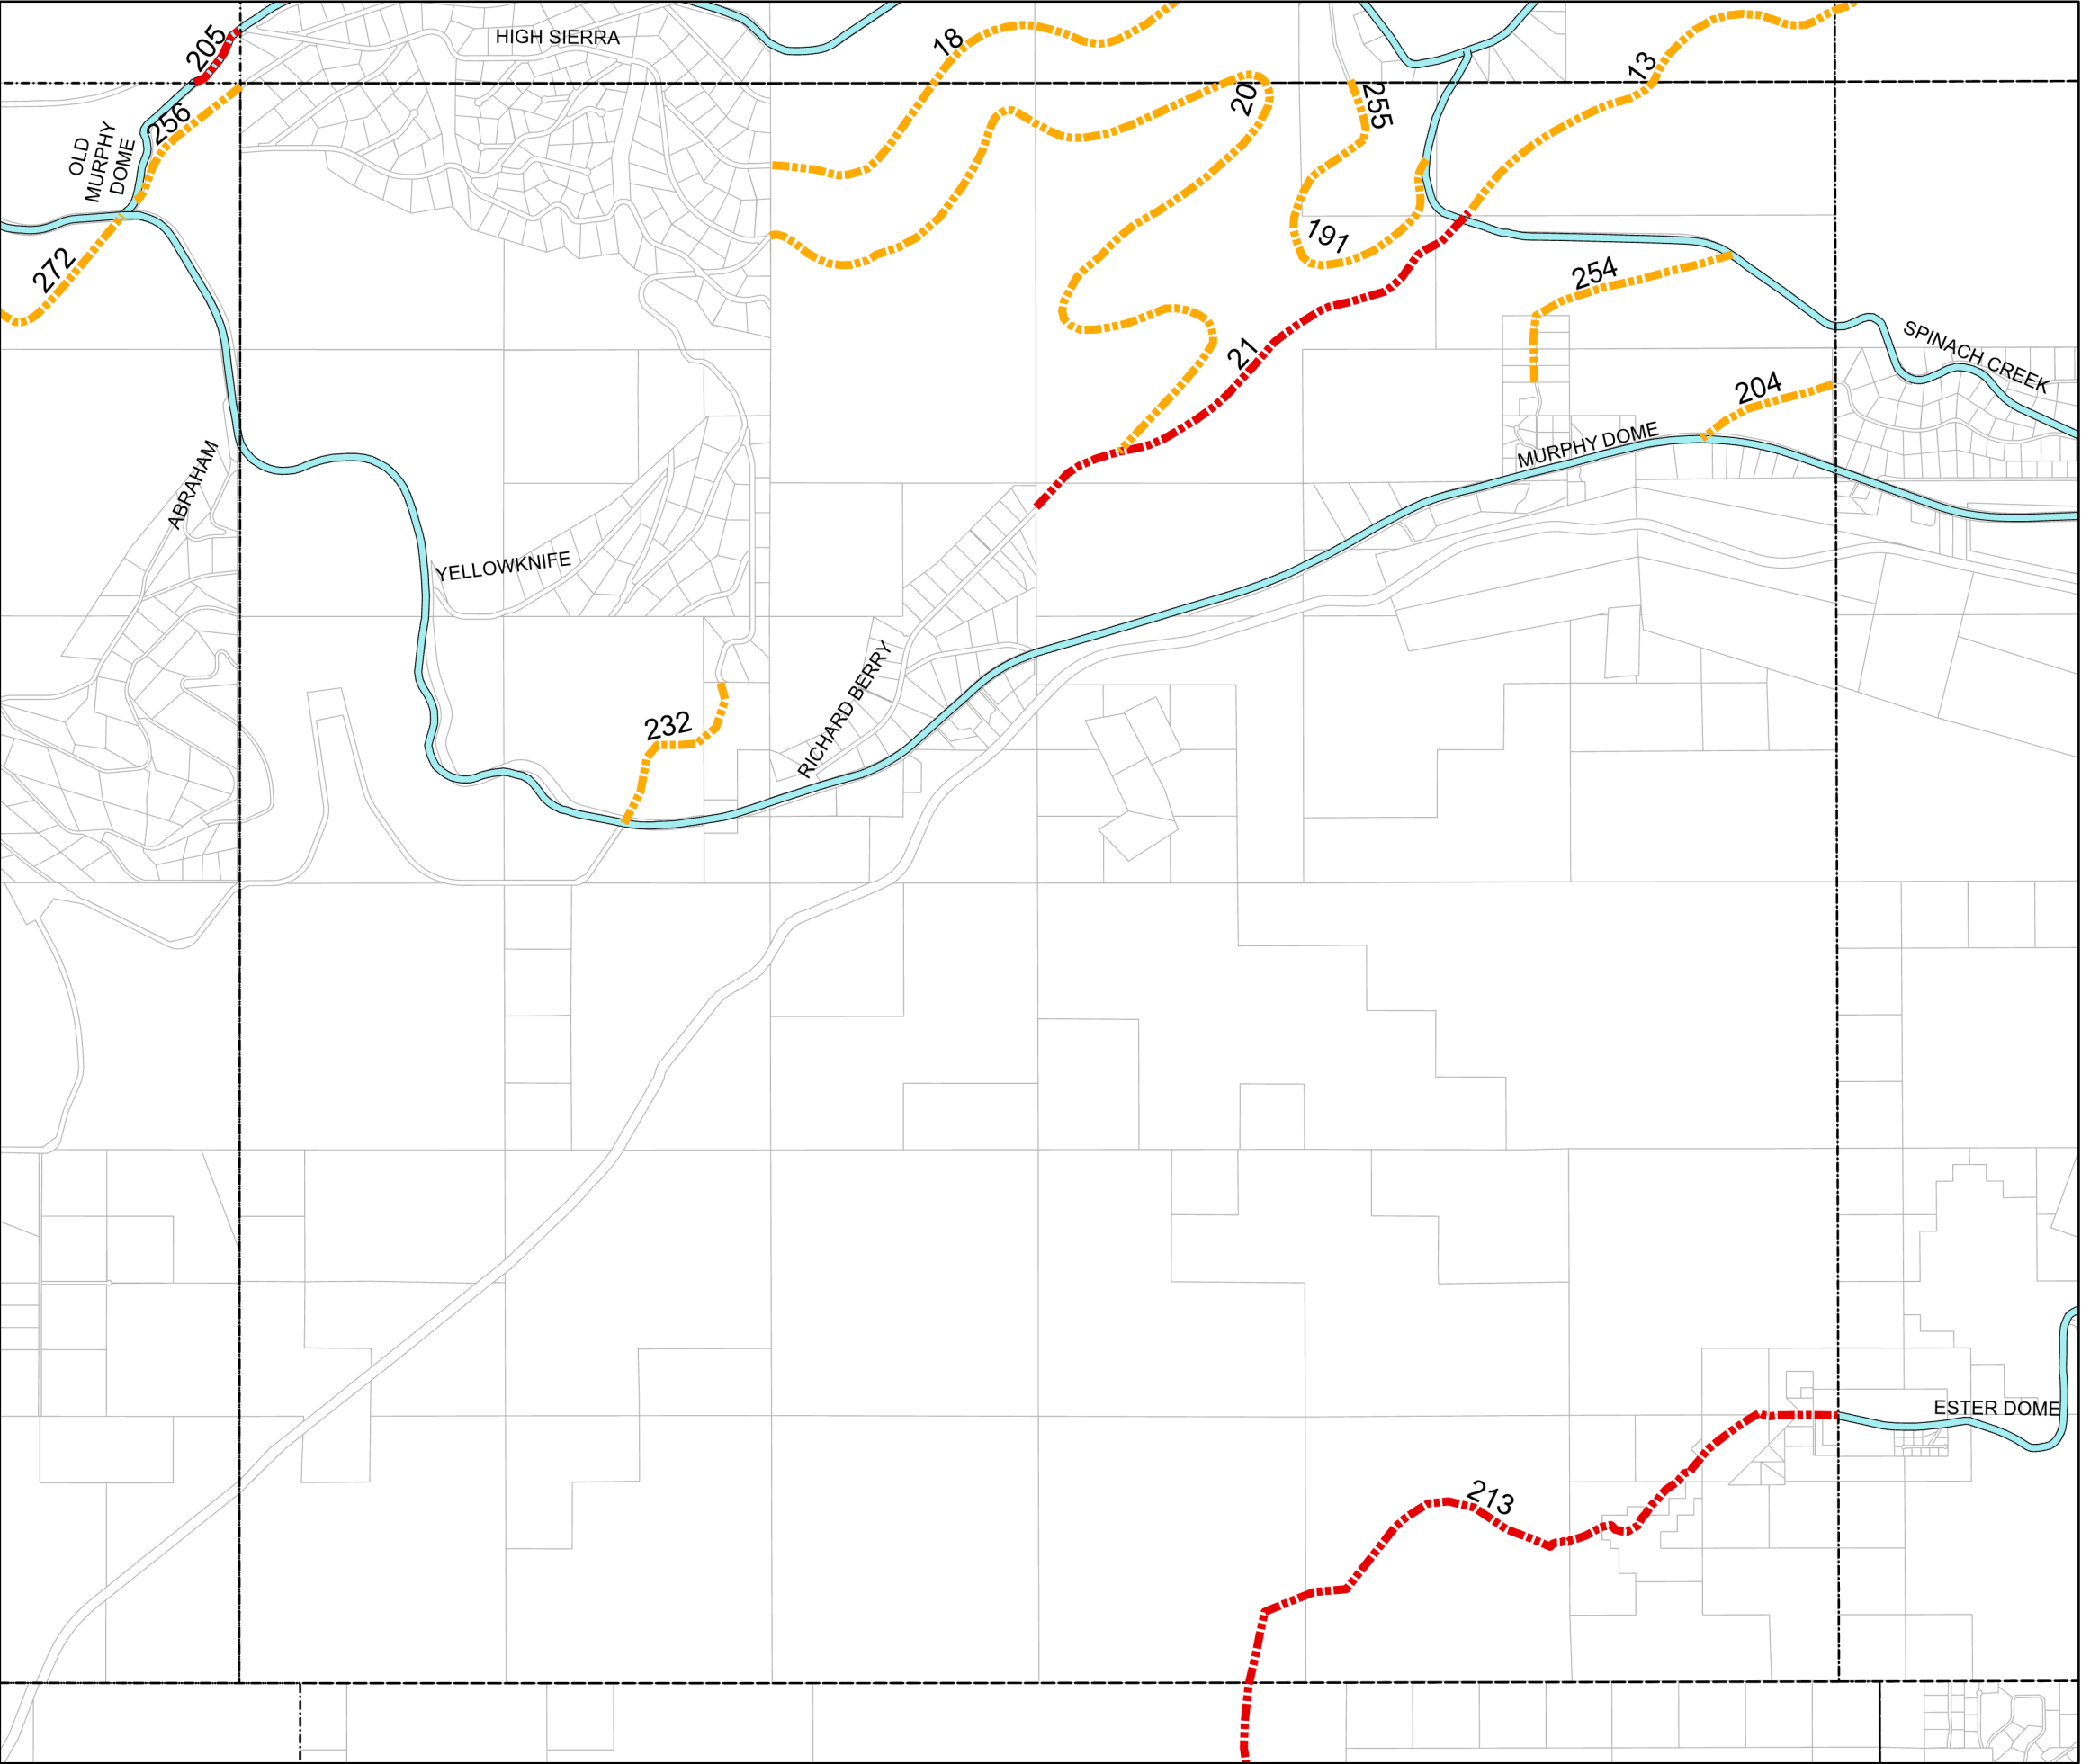 HIGH SIERRA
205
18
13
256
20
255
OLD
MURPHY
DOME
191
272
254
21
SPINACH CREEK
204
MURPHY DOME
ABRAHAM
YELLOWKNIFE
RICHARD BERRY
232
ESTER DOME
213